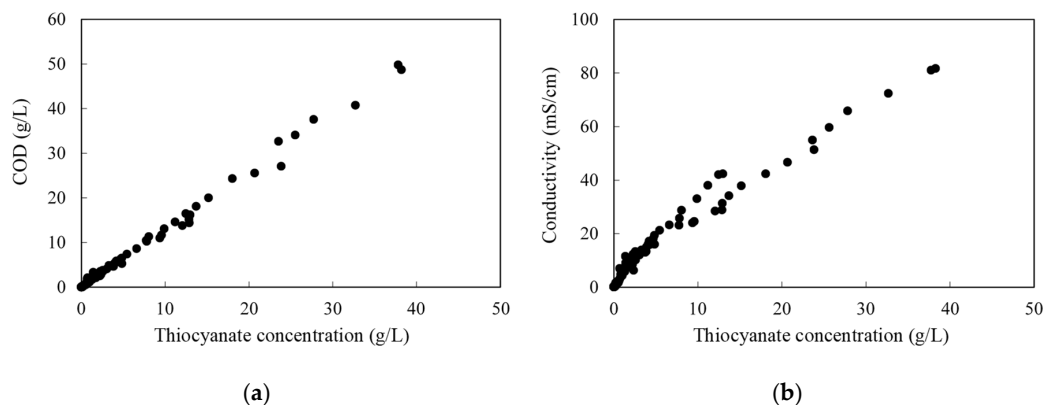 60
50
40
30
20
10
0
COD (g/L)
0 10 20 30 40 50
Thiocyanate concentration (g/L)
(a)
100
80
60
40
20
0
Conductivity (mS/cm)
0 10 20 30 40 50
Thiocyanate concentration (g/L)
(b)